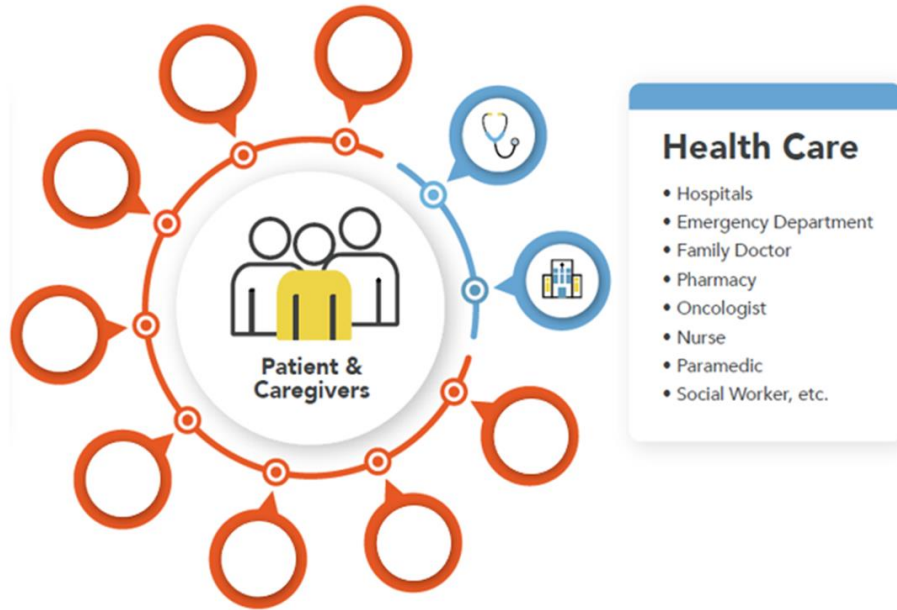 Patient &
Caregivers
Health Care
• Hospitals
• Emergency Department
• Family Doctor
• Pharmacy
• Oncologist
• Nurse
• Paramedic
• Social Worker, etc.